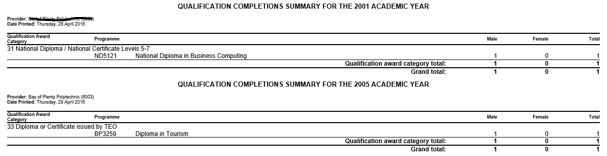 QUALIFICATION COMPLETIONS SUMMARY FOR THE 2001 ACADEMIC YEAR
Provider: Bay of Plenty Polytechnic (6003)
Date Printed: Thursday, 28 April 2016
Qualification Award Category Programme Male Female Total
31 National Diploma / National Certificate Levels 5-7
ND5121 National Diploma in Business Computing 1 0 1
Qualification award category total: 1 0 1
Grand total: 1 0 1
QUALIFICATION COMPLETIONS SUMMARY FOR THE 2005 ACADEMIC YEAR
Provider: Bay of Plenty Polytechnic (6003)
Date Printed: Thursday, 28 April 2016
Qualification Award Category Programme Male Female Total
33 Diploma or Certificate issued by TEO
BP3259 Diploma in Tourism 1 0 1
Qualification award category total: 1 0 1
Grand total: 1 0 1